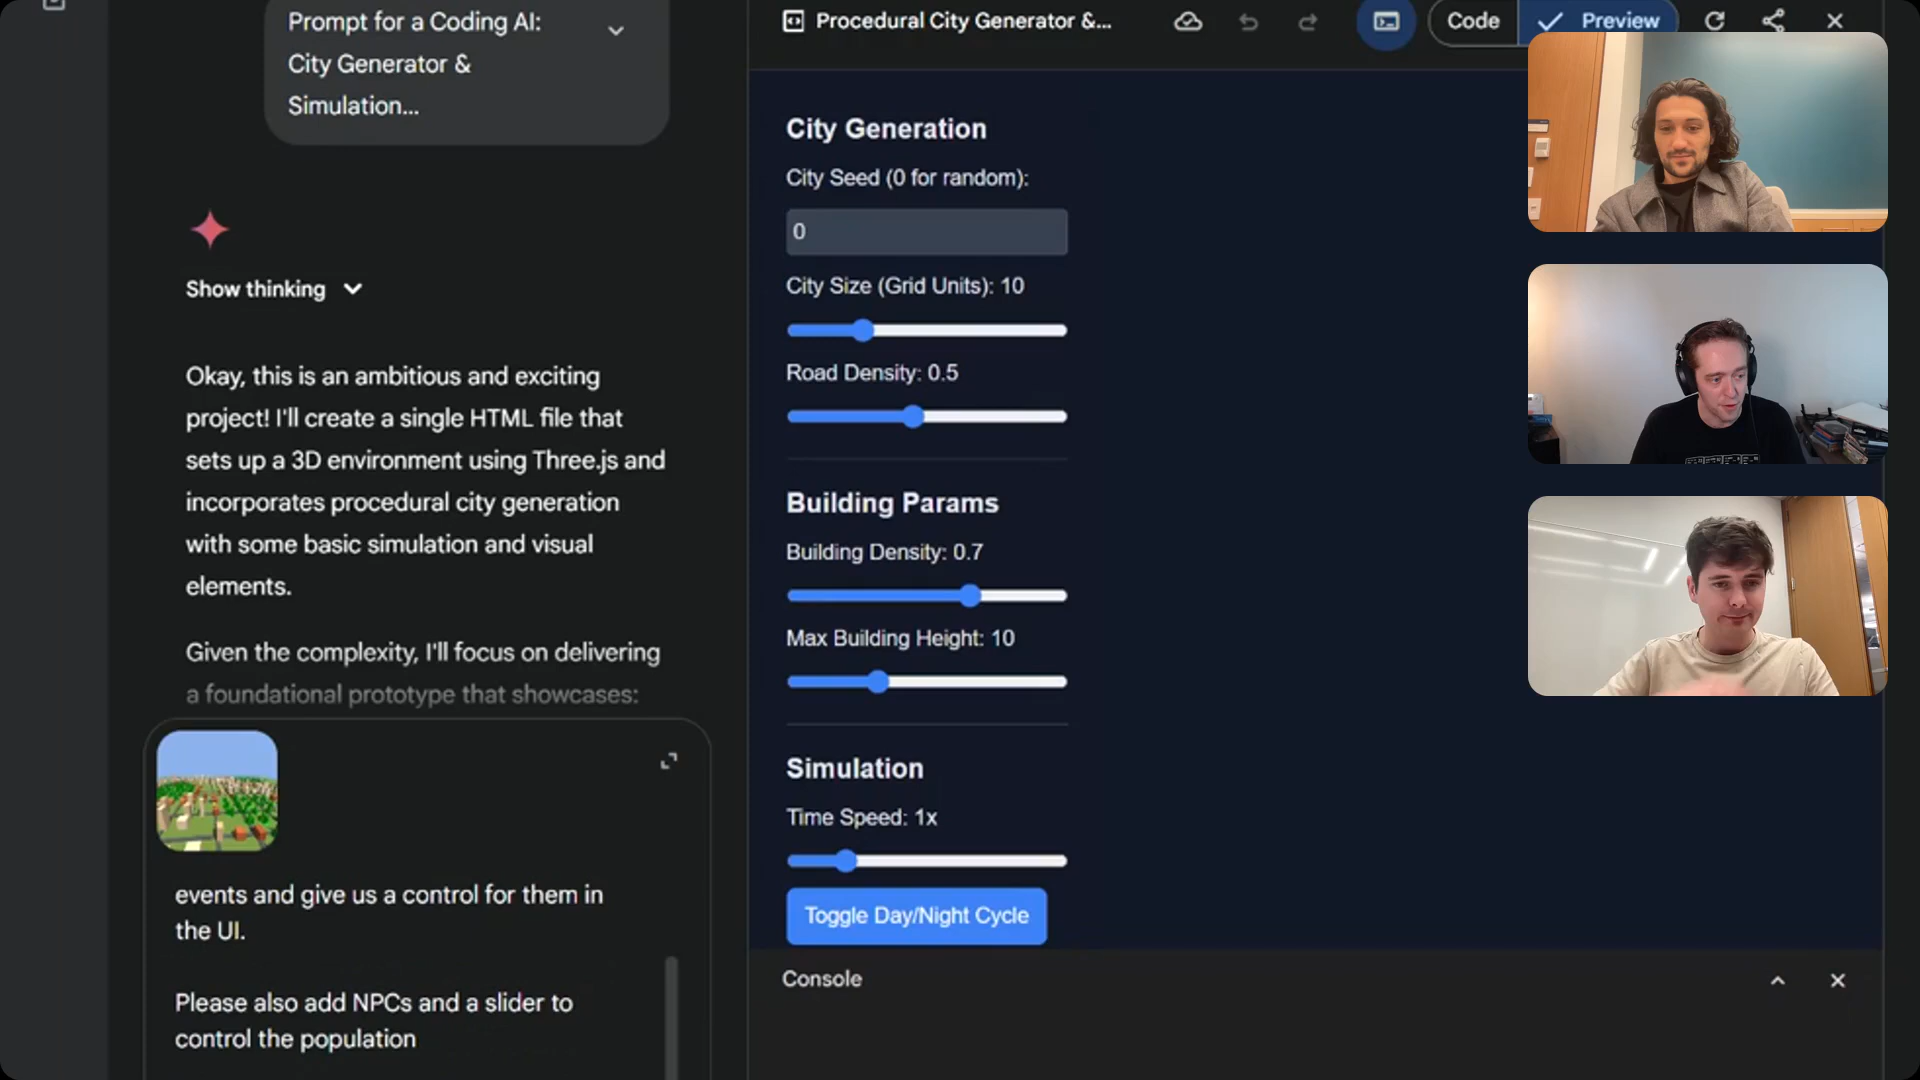 Prompt for a Coding AI:
City Generator &
Simulation...
Show thinking
Okay, this is an ambitious and exciting
project! I'll create a single HTML file that
sets up a 3D environment using Three.js and
incorporates procedural city generation
with some basic simulation and visual
elements.
Given the complexity, I'll focus on delivering
a foundational prototype that showcases:
events and give us a control for them in
the UI.
Please also add NPCs and a slider to
control the population
Procedural City Generator &...
Code
Preview
City Generation
City Seed (0 for random):
0
City Size (Grid Units): 10
Road Density: 0.5
Building Params
Building Density: 0.7
Max Building Height: 10
Simulation
Time Speed: 1x
Toggle Day/Night Cycle
Console